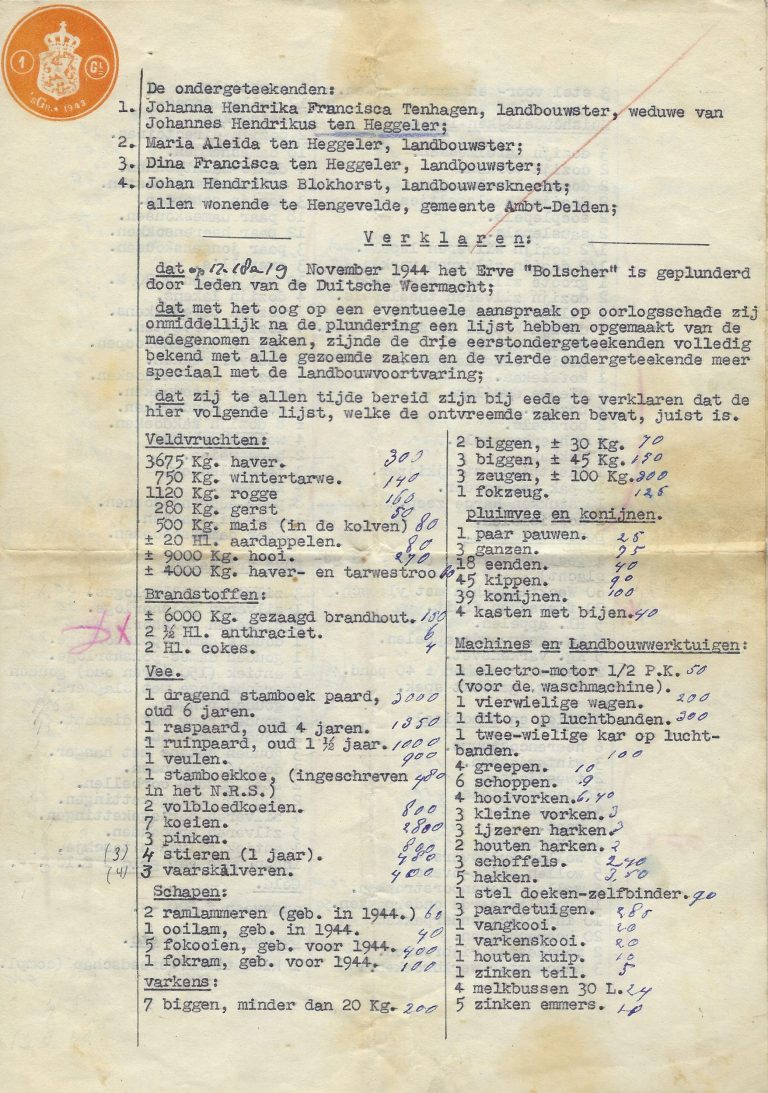 1 Gl
'sGr. * 1943
De ondergeteekenden:
1. Johanna Hendrika Francisca Tenhagen, landbouwster, weduwe van
Johannes Hendrikus ten Heggeler;
2. Maria Aleida ten Heggeler, landbouwster;
3. Dina Francisca ten Heggeler, landbouwster;
4. Johan Hendrikus Blokhorst, landbouwersknecht;
allen wonende te Hengevelde, gemeente Ambt-Delden;
Verklaren:
dat op 17. 18 a 19 November 1944 het Erve "Bolscher" is geplunderd
door leden van de Duitsche Weermacht;
dat met het oog op een eventueele aanspraak op oorlogsschade zij
onmiddellijk na de plundering een lijst hebben opgemaakt van de
medegenomen zaken, zijnde de drie eerstondergeteekenden volledig
bekend met alle gezoemde zaken en de vierde ondergeteekende meer
speciaal met de landbouwvoortvaring;
dat zij te allen tijde bereid zijn bij eede te verklaren dat de
hier volgende lijst, welke de ontvreemde zaken bevat, juist is.
Veldvruchten:
3675 Kg. haver. 300
750 Kg. wintertarwe. 140
1120 Kg. rogge 160
280 Kg. gerst 50
500 Kg. mais (in de kolven) 80
± 20 Hl. aardappelen. 80
± 9000 Kg. hooi. 270
± 4000 Kg. haver- en tarwestroo
Brandstoffen:
± 6000 Kg. gezaagd brandhout. 150
2 ½ Hl. anthraciet. 6
2 Hl. cokes. 4
Vee.
1 dragend stamboek paard, 3000
oud 6 jaren.
1 raspaard, oud 4 jaren. 1350
1 ruinpaard, oud 1 ½ jaar. 1000
1 veulen. 900
1 stamboekkoe, (ingeschreven 480
in het N.R.S.)
2 volbloedkoeien. 800
7 koeien. 2800
3 pinken. 800
(3) 4 stieren (1 jaar). 480
(4) 3 vaarskalveren. 400
Schapen:
2 ramlammeren (geb. in 1944.) 60
1 ooilam, geb. in 1944. 40
5 fokooien, geb. voor 1944. 400
1 fokram, geb. voor 1944. 100
varkens:
7 biggen, minder dan 20 Kg. 200
2 biggen, ± 30 Kg. 70
3 biggen, ± 45 Kg. 150
3 zeugen, ± 100 Kg. 300
1 fokzeug. 125
pluimvee en konijnen.
1 paar pauwen. 25
3 ganzen. 75
18 eenden. 40
45 kippen. 90
39 konijnen. 100
4 kasten met bijen. 40
Machines en Landbouwwerktuigen:
1 electro-motor 1/2 P.K. 50
(voor de waschmachine).
1 vierwielige wagen. 200
1 dito, op luchtbanden. 300
1 twee-wielige kar op lucht-
banden. 100
4 greepen. 10
6 schoppen. 9
4 hooivorken. 6,40
3 kleine vorken. 3
3 ijzeren harken. 3
2 houten harken. 2
3 schoffels. 2,40
5 hakken. 3,50
1 stel doeken-zelfbinder. 90
3 paardetuigen. 285
1 vangkooi. 20
1 varkenskooi. 20
1 houten kuip. 10
1 zinken teil. 5
4 melkbussen 30 L. 24
5 zinken emmers. 10